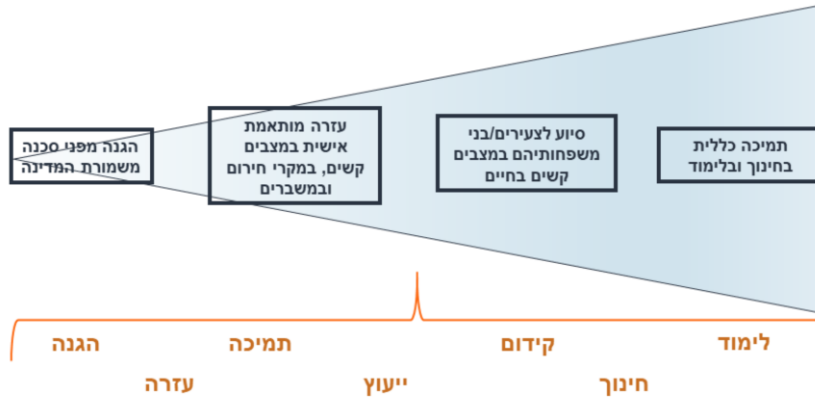 תמיכה כללית
בחינוך ובלימוד
סיוע לצעירים/בני
משפחותיהם במצבים
קשים בחיים
עזרה מותאמת
אישית במצבים
קשים, במקרי חירום
ובמשברים
הגנה מפני סכנה
משמורת המדינה
לימוד
קידום
תמיכה
הגנה
חינוך
ייעוץ
עזרה